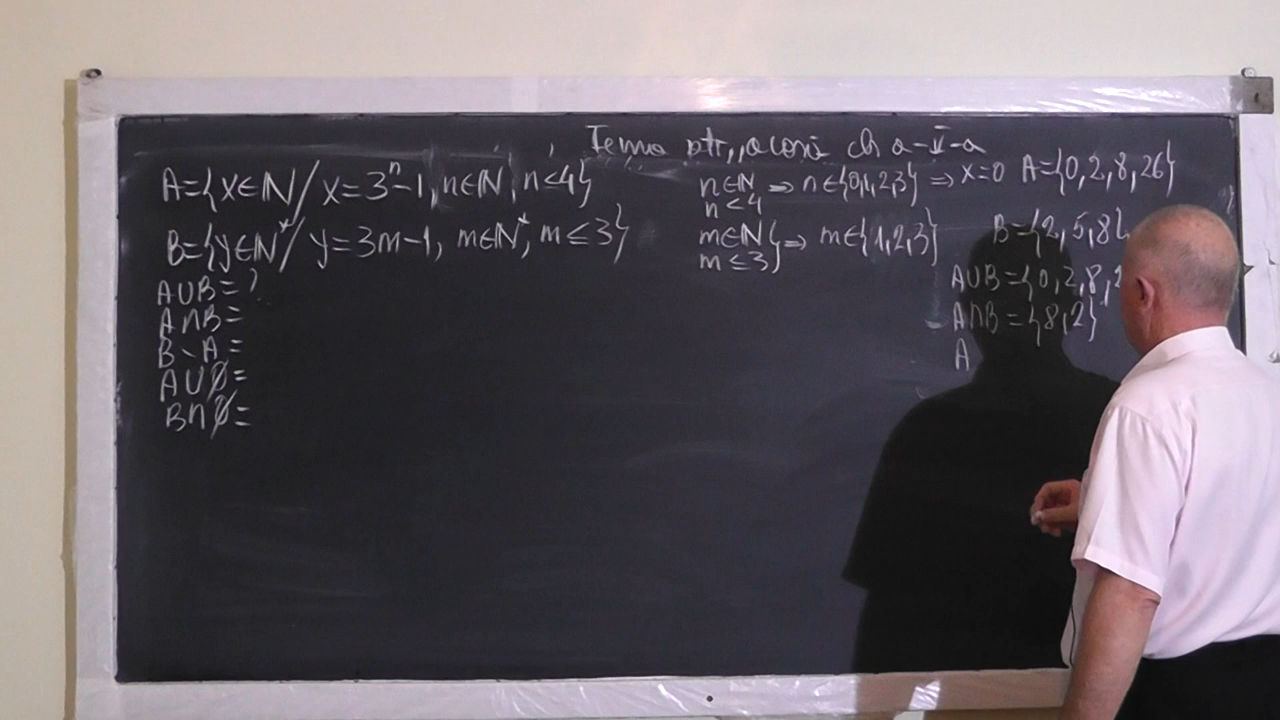 Tema ptr. ,,acasă cls a-V-a
A={x∈ℕ/ x=3ⁿ-1, n∈ℕ, n<4}
B={y∈ℕ*/ y=3m-1, m∈ℕ*, m≤3}
A∪B=?
A∩B=
B∖A=
A∪∅=
B∩∅=
n∈ℕ
n<4 ⇒ n∈{0,1,2,3} ⇒ x=0 A={0,2,8,26}
m∈ℕ
m≤3} ⇒ m∈{1,2,3} B={2,5,8}
A∪B={0,2,8,
A∩B={8,2}
A